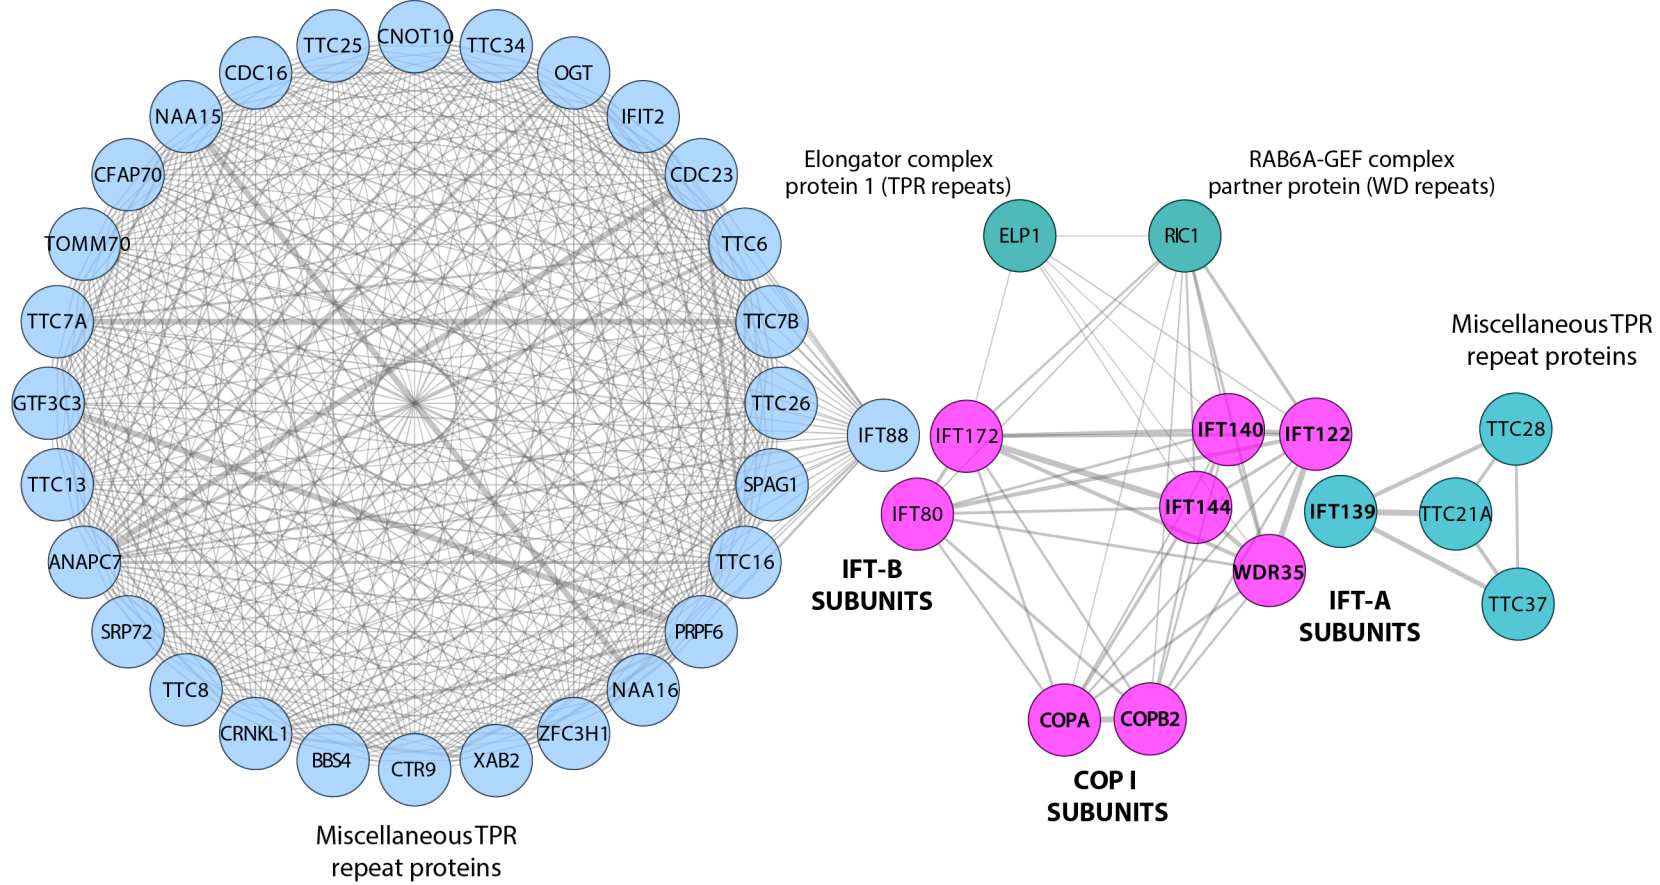 CNOT10
TTC25
TTC34
CDC16
OGT
NAA15
IFIT2
CFAP70
CDC23
TOMM70
TTC6
TTC7A
TTC7B
GTF3C3
TTC26
TTC13
SPAG1
ANAPC7
TTC16
SRP72
PRPF6
TTC8
NAA16
CRNKL1
ZFC3H1
BBS4
XAB2
CTR9
Miscellaneous TPR
repeat proteins
IFT88
Elongator complex
protein 1 (TPR repeats)
RAB6A-GEF complex
partner protein (WD repeats)
ELP1
RIC1
IFT172
IFT140
IFT122
IFT80
IFT144
WDR35
IFT-B
SUBUNITS
IFT-A
SUBUNITS
COPA
COPB2
COP I
SUBUNITS
Miscellaneous TPR
repeat proteins
TTC28
IFT139
TTC21A
TTC37